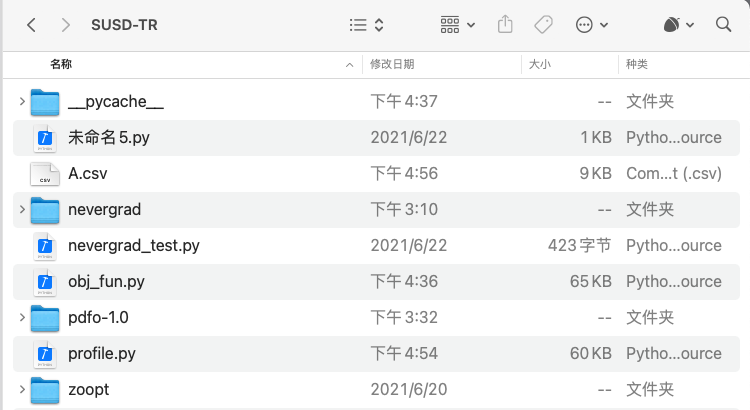 SUSD-TR
名称 修改日期 大小 种类
__pycache__ 下午4:37 -- 文件夹
未命名5.py 2021/6/22 1 KB Pytho...ource
A.csv 下午4:56 9 KB Com...t (.csv)
nevergrad 下午3:10 -- 文件夹
nevergrad_test.py 2021/6/22 423字节 Pytho...ource
obj_fun.py 下午4:36 65 KB Pytho...ource
pdfo-1.0 下午3:32 -- 文件夹
profile.py 下午4:54 60 KB Pytho...ource
zoopt 2021/6/20 -- 文件夹